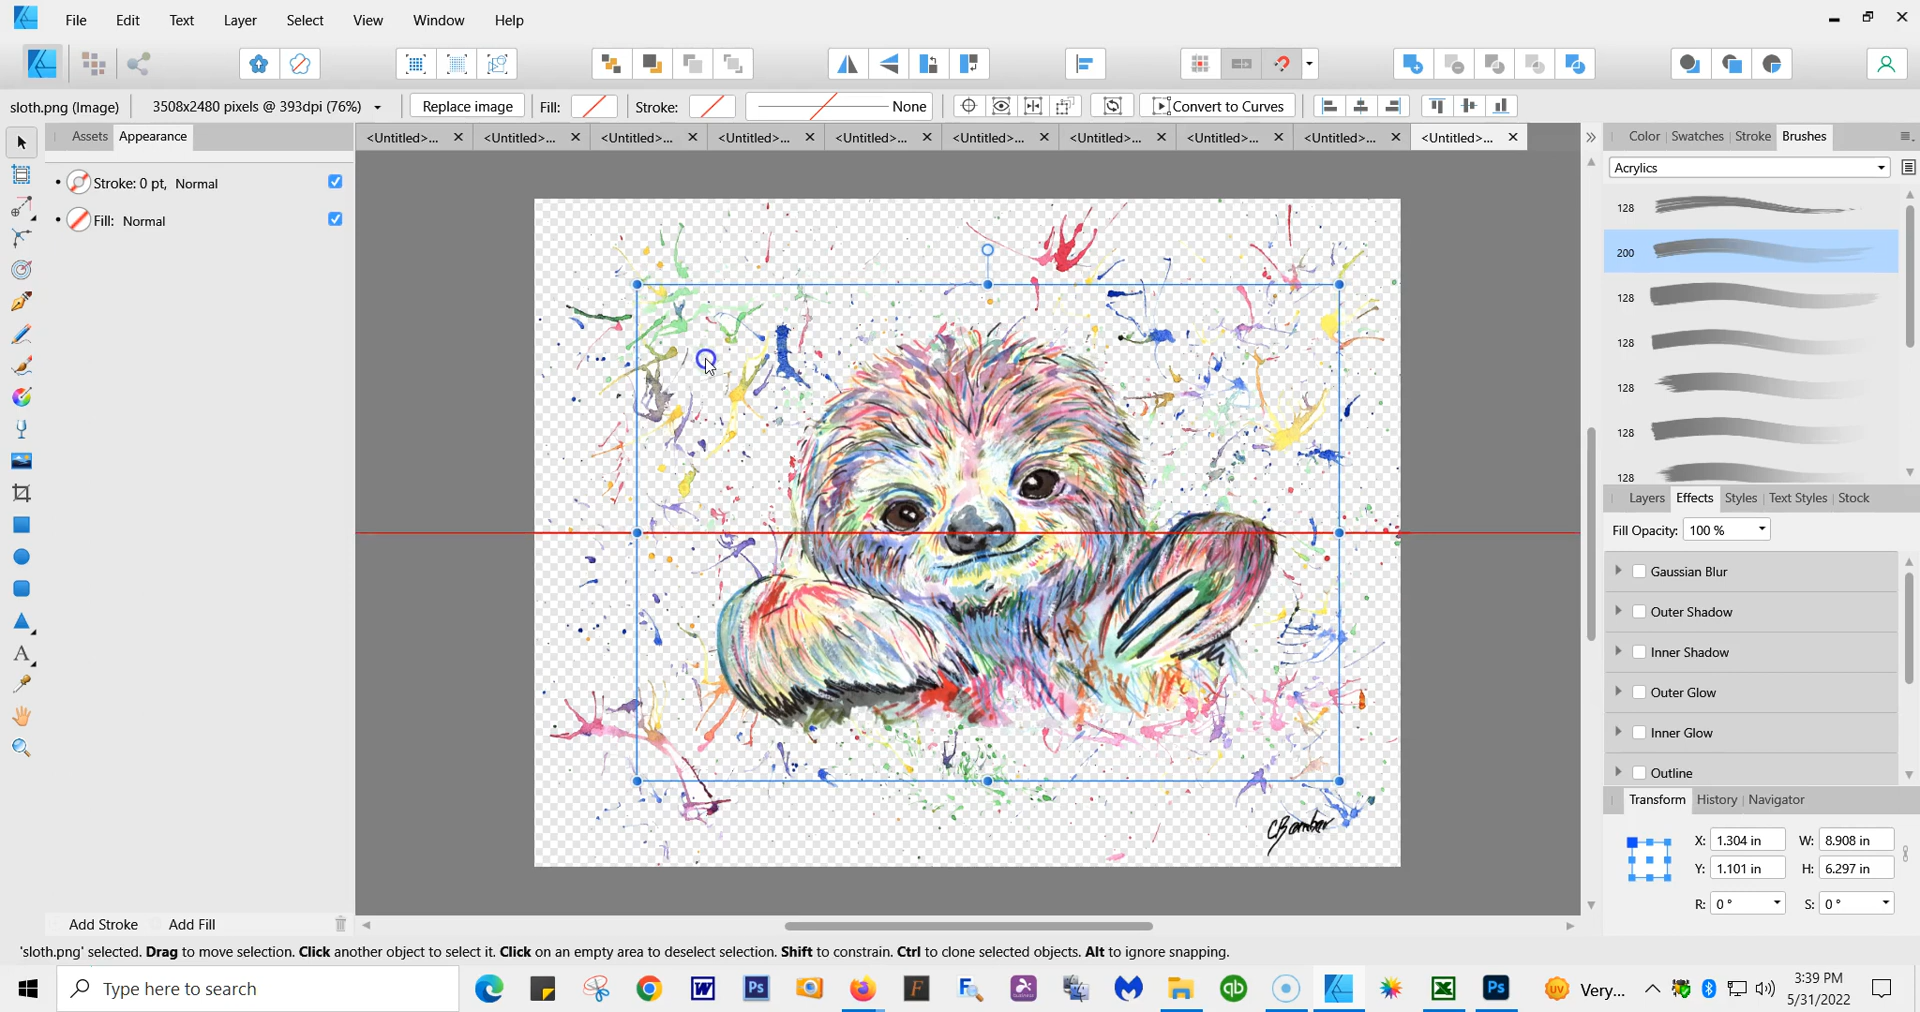 File Edit Text Layer Select View Window Help
sloth.png (Image) 3508x2480 pixels @ 393dpi (76%) Replace image Fill: Stroke: None Convert to Curves
Assets Appearance
<Untitled>... <Untitled>... <Untitled>... <Untitled>... <Untitled>... <Untitled>... <Untitled>... <Untitled>... <Untitled>... <Untitled>...
Color Swatches Stroke Brushes
Acrylics
Stroke: 0 pt, Normal
Fill: Normal
128
200
128
128
128
128
128
Layers Effects Styles Text Styles Stock
Fill Opacity: 100 %
Gaussian Blur
Outer Shadow
Inner Shadow
Outer Glow
Inner Glow
Outline
Transform History Navigator
X: 1.304 in W: 8.908 in
Y: 1.101 in H: 6.297 in
R: 0 ° S: 0 °
CBamber
Add Stroke Add Fill
'sloth.png' selected. Drag to move selection. Click another object to select it. Click on an empty area to deselect selection. Shift to constrain. Ctrl to clone selected objects. Alt to ignore snapping.
Type here to search
UV Very...
3:39 PM
5/31/2022